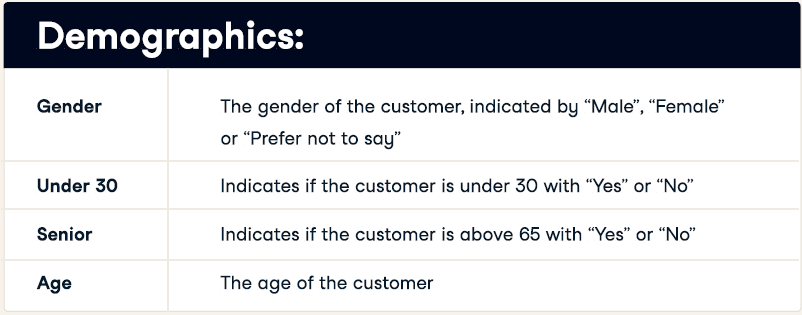 Demographics:
Gender
The gender of the customer, indicated by “Male”, “Female”
or “Prefer not to say”
Under 30
Indicates if the customer is under 30 with “Yes” or “No”
Senior
Indicates if the customer is above 65 with “Yes” or “No”
Age
The age of the customer